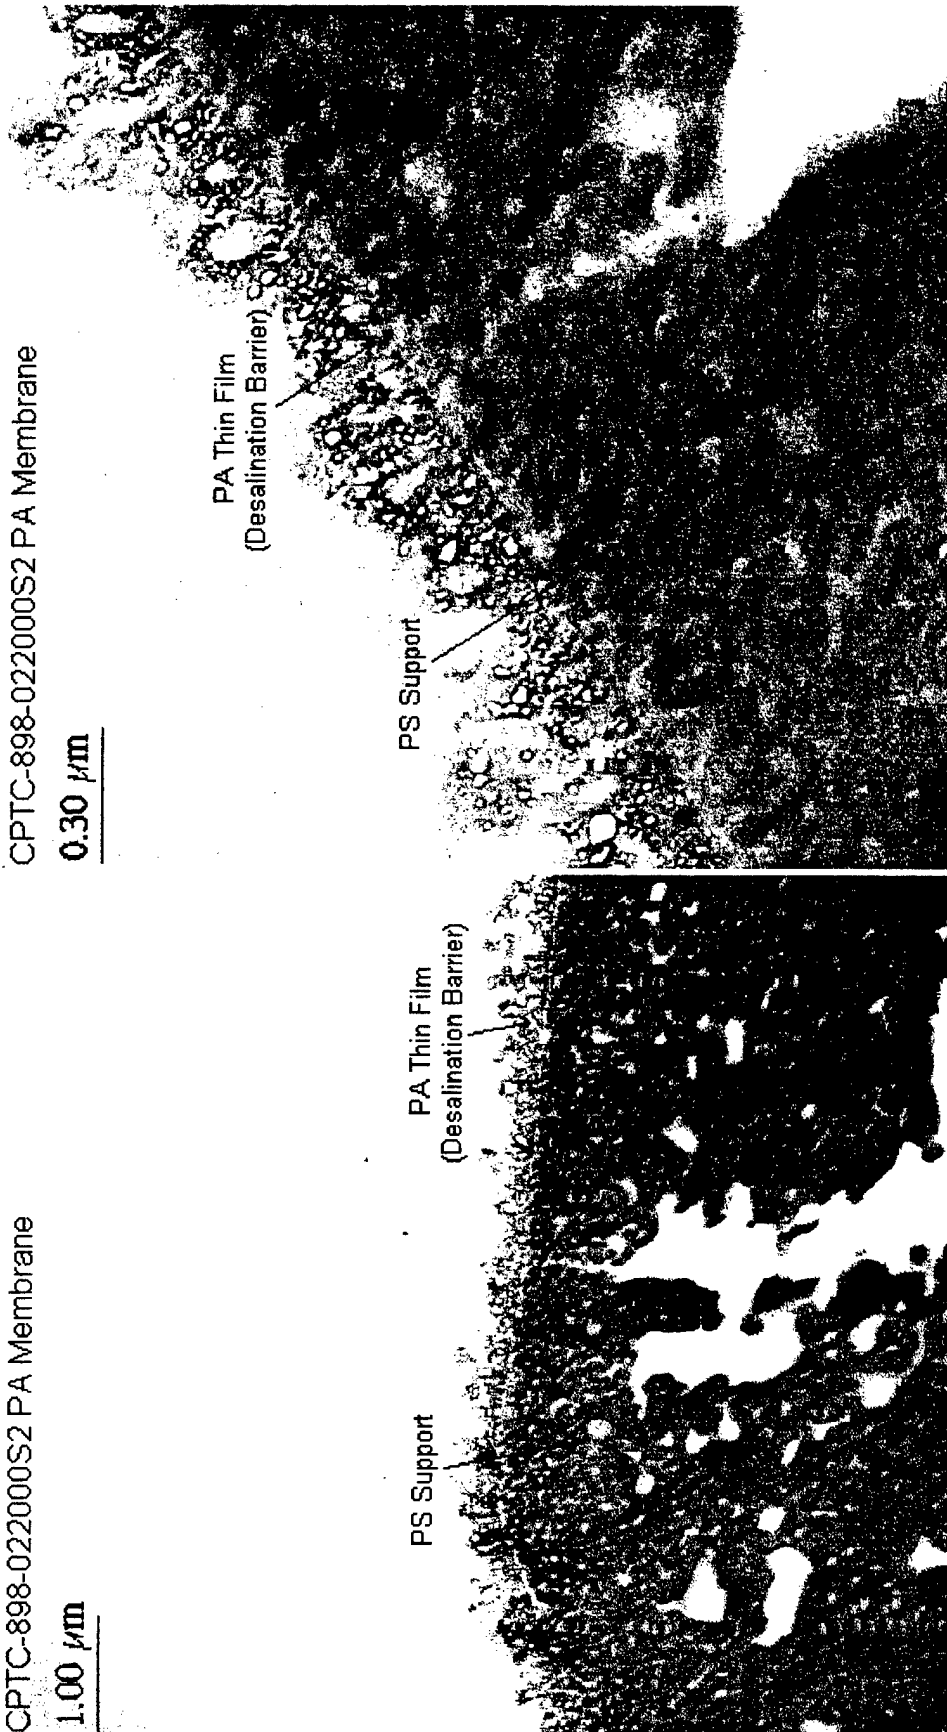 CPTC-898-022000S2 PA Membrane
1.00 μm
PS Support
PA Thin Film
(Desalination Barrier)
CPTC-898-022000S2 PA Membrane
0.30 μm
PS Support
PA Thin Film
(Desalination Barrier)